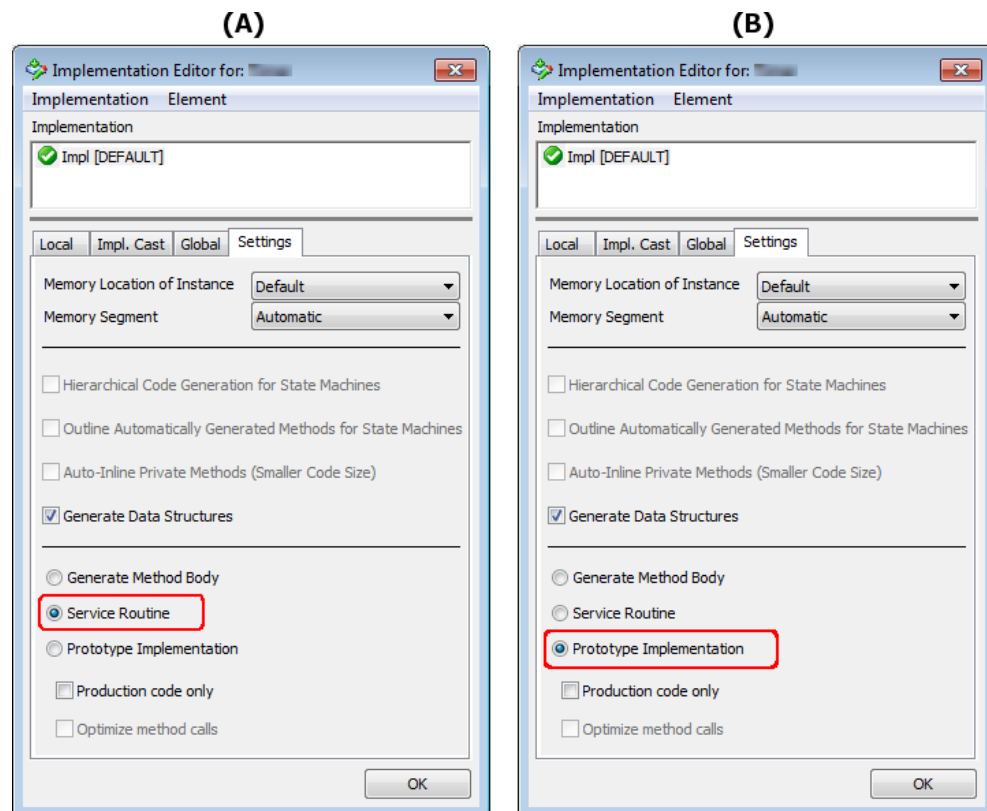 (A)
Implementation Editor for:
Implementation Element
Implementation
Impl [DEFAULT]
Local Impl. Cast Global Settings
Memory Location of Instance Default
Memory Segment Automatic
Hierarchical Code Generation for State Machines
Outline Automatically Generated Methods for State Machines
Auto-Inline Private Methods (Smaller Code Size)
Generate Data Structures
Generate Method Body
Service Routine
Prototype Implementation
Production code only
Optimize method calls
OK
(B)
Implementation Editor for:
Implementation Element
Implementation
Impl [DEFAULT]
Local Impl. Cast Global Settings
Memory Location of Instance Default
Memory Segment Automatic
Hierarchical Code Generation for State Machines
Outline Automatically Generated Methods for State Machines
Auto-Inline Private Methods (Smaller Code Size)
Generate Data Structures
Generate Method Body
Service Routine
Prototype Implementation
Production code only
Optimize method calls
OK